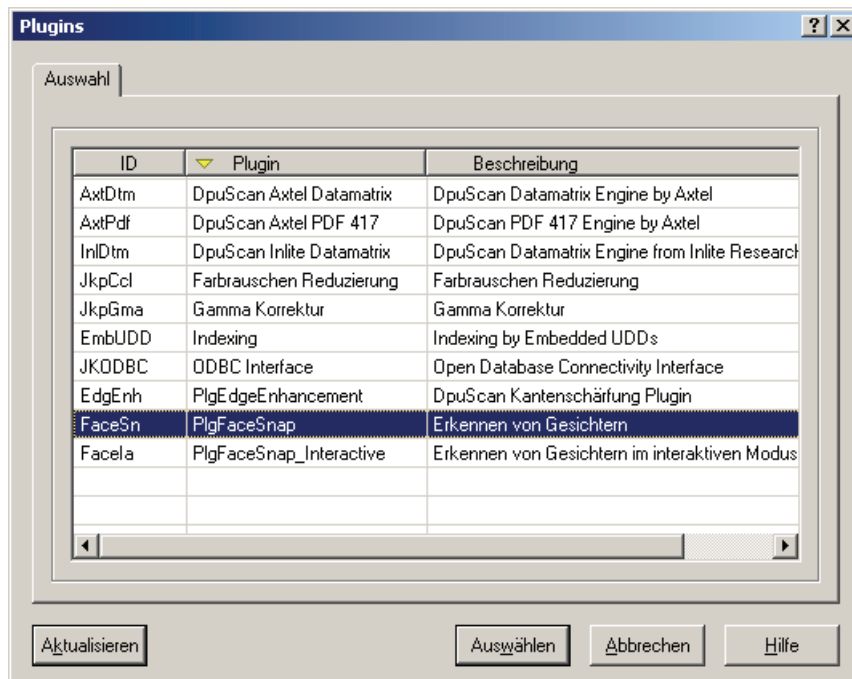 Plugins
Auswahl
ID Plugin Beschreibung
AxtDtm DpuScan Axtel Datamatrix DpuScan Datamatrix Engine by Axtel
AxtPdf DpuScan Axtel PDF 417 DpuScan PDF 417 Engine by Axtel
InlDtm DpuScan Inlite Datamatrix DpuScan Datamatrix Engine from Inlite Research
JkpCcl Farbrauschen Reduzierung Farbrauschen Reduzierung
JkpGma Gamma Korrektur Gamma Korrektur
EmbUDD Indexing Indexing by Embedded UDDs
JKODBC ODBC Interface Open Database Connectivity Interface
EdgEnh PlgEdgeEnhancement DpuScan Kantenschärfung Plugin
FaceSn PlgFaceSnap Erkennen von Gesichtern
FaceIa PlgFaceSnap_Interactive Erkennen von Gesichtern im interaktiven Modus
Aktualisieren Auswählen Abbrechen Hilfe